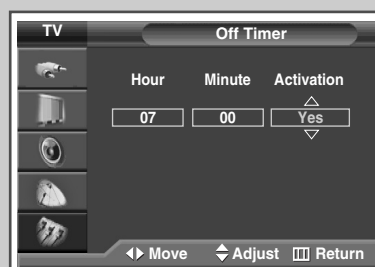 TV
Off Timer
Hour Minute Activation
07 00 Yes
Move Adjust Return